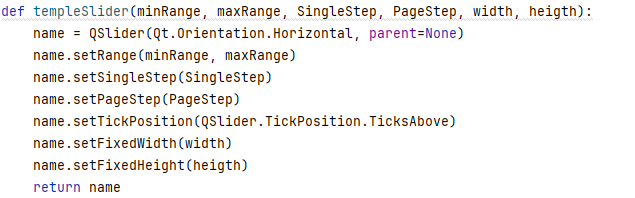 def templeSlider(minRange, maxRange, SingleStep, PageStep, width, heigth):
    name = QSlider(Qt.Orientation.Horizontal, parent=None)
    name.setRange(minRange, maxRange)
    name.setSingleStep(SingleStep)
    name.setPageStep(PageStep)
    name.setTickPosition(QSlider.TickPosition.TicksAbove)
    name.setFixedWidth(width)
    name.setFixedHeight(heigth)
    return name